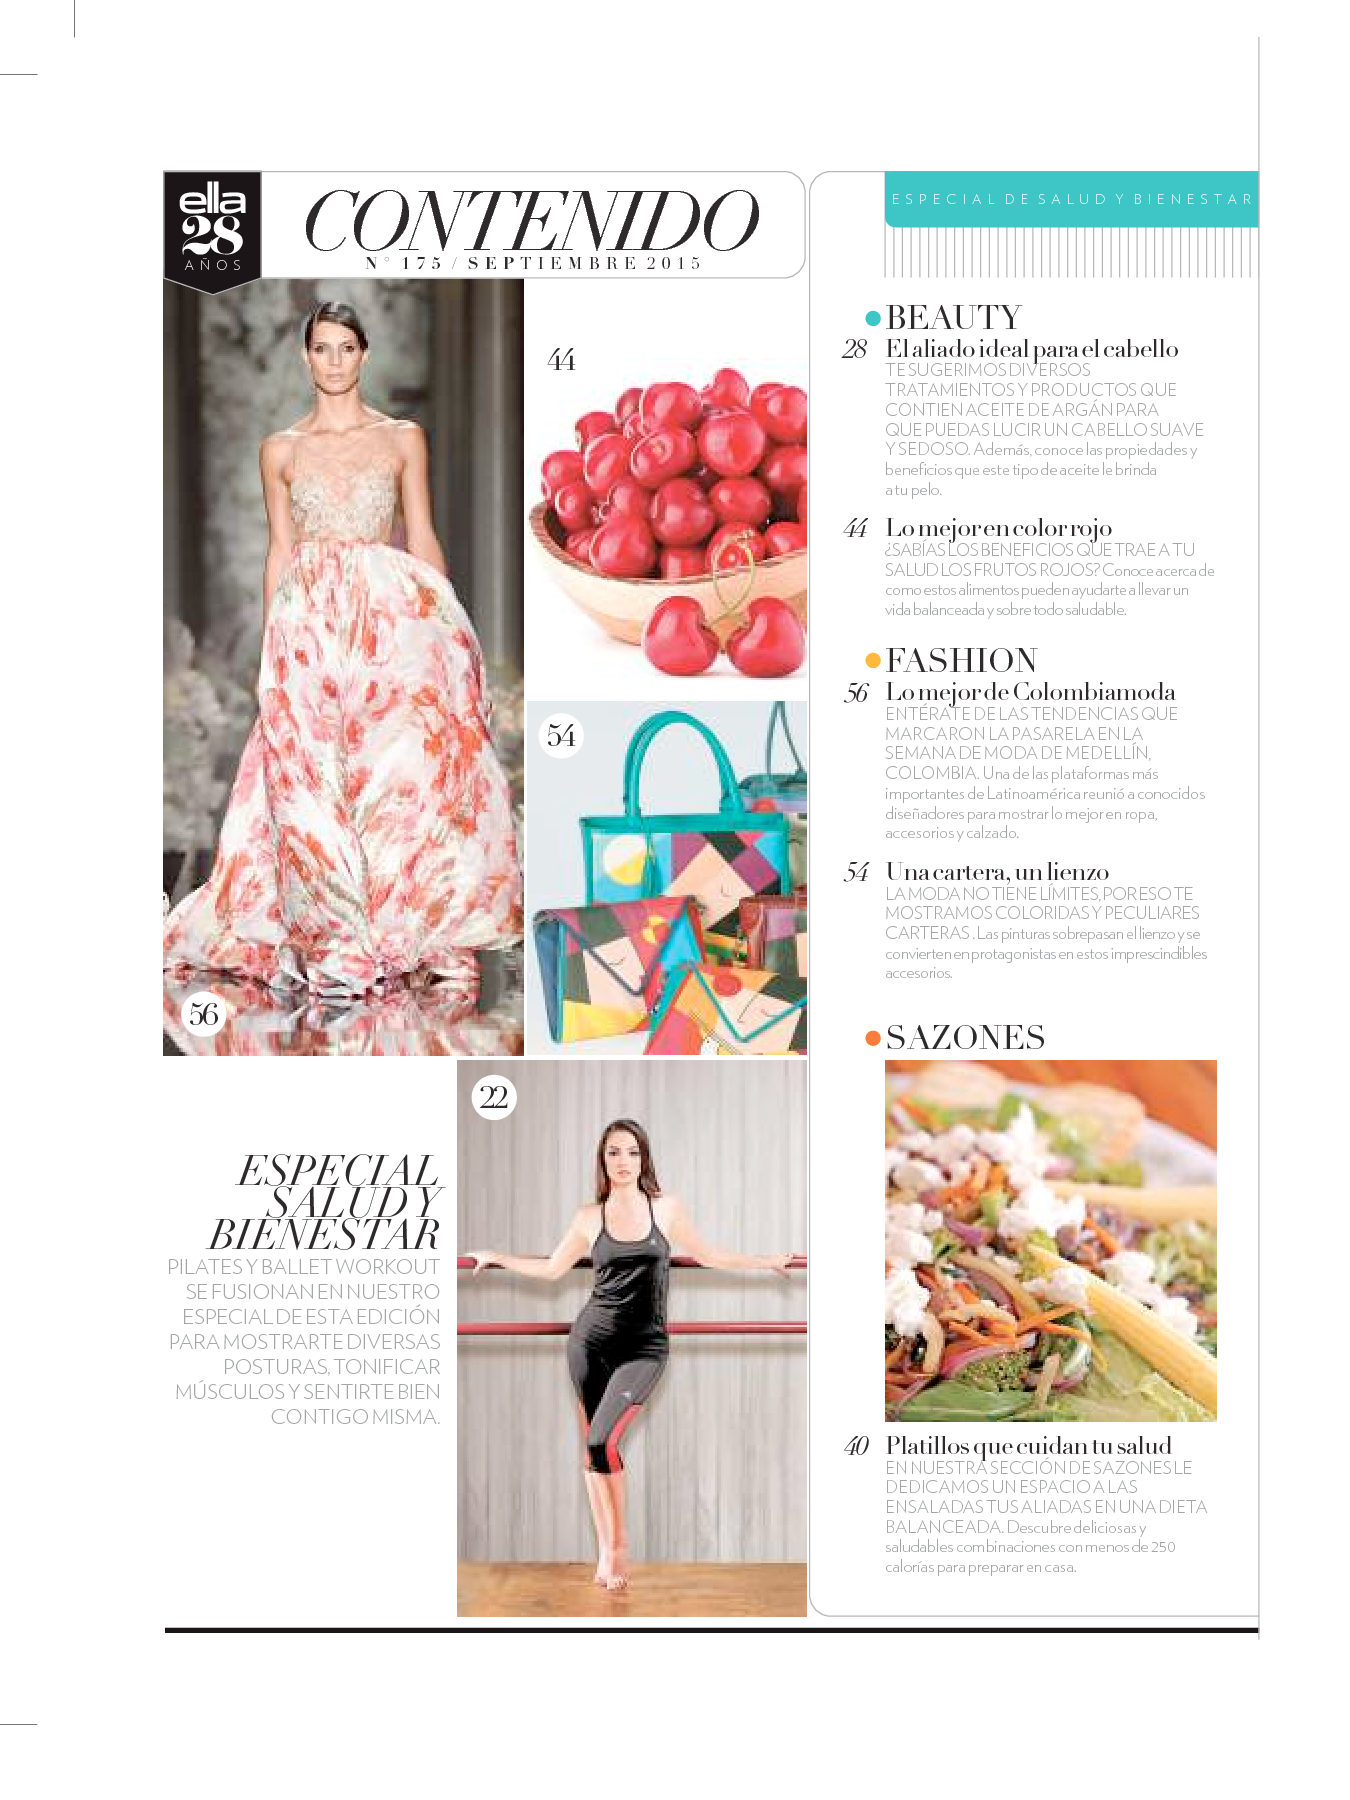 ella
28
AÑOS
CONTENIDO
N° 175 / SEPTIEMBRE 2015
44
54
56
22
ESPECIAL
SALUD Y
BIENESTAR
PILATES Y BALLET WORKOUT
SE FUSIONAN EN NUESTRO
ESPECIAL DE ESTA EDICIÓN
PARA MOSTRARTE DIVERSAS
POSTURAS, TONIFICAR
MÚSCULOS Y SENTIRTE BIEN
CONTIGO MISMA.
ESPECIAL DE SALUD Y BIENESTAR
BEAUTY
28 El aliado ideal para el cabello
TE SUGERIMOS DIVERSOS
TRATAMIENTOS Y PRODUCTOS QUE
CONTIEN ACEITE DE ARGÁN PARA
QUE PUEDAS LUCIR UN CABELLO SUAVE
Y SEDOSO. Además, conoce las propiedades y
beneficios que este tipo de aceite le brinda
a tu pelo.
44 Lo mejor en color rojo
¿SABÍAS LOS BENEFICIOS QUE TRAE A TU
SALUD LOS FRUTOS ROJOS? Conoce acerca de
como estos alimentos pueden ayudarte a llevar un
vida balanceada y sobre todo saludable.
FASHION
56 Lo mejor de Colombiamoda
ENTÉRATE DE LAS TENDENCIAS QUE
MARCARON LA PASARELA EN LA
SEMANA DE MODA DE MEDELLÍN,
COLOMBIA. Una de las plataformas más
importantes de Latinoamérica reunió a conocidos
diseñadores para mostrar lo mejor en ropa,
accesorios y calzado.
54 Una cartera, un lienzo
LA MODA NO TIENE LÍMITES, POR ESO TE
MOSTRAMOS COLORIDAS Y PECULIARES
CARTERAS . Las pinturas sobrepasan el lienzo y se
convierten en protagonistas en estos imprescindibles
accesorios.
SAZONES
40 Platillos que cuidan tu salud
EN NUESTRA SECCIÓN DE SAZONES LE
DEDICAMOS UN ESPACIO A LAS
ENSALADAS TUS ALIADAS EN UNA DIETA
BALANCEADA. Descubre deliciosas y
saludables combinaciones con menos de 250
calorías para preparar en casa.